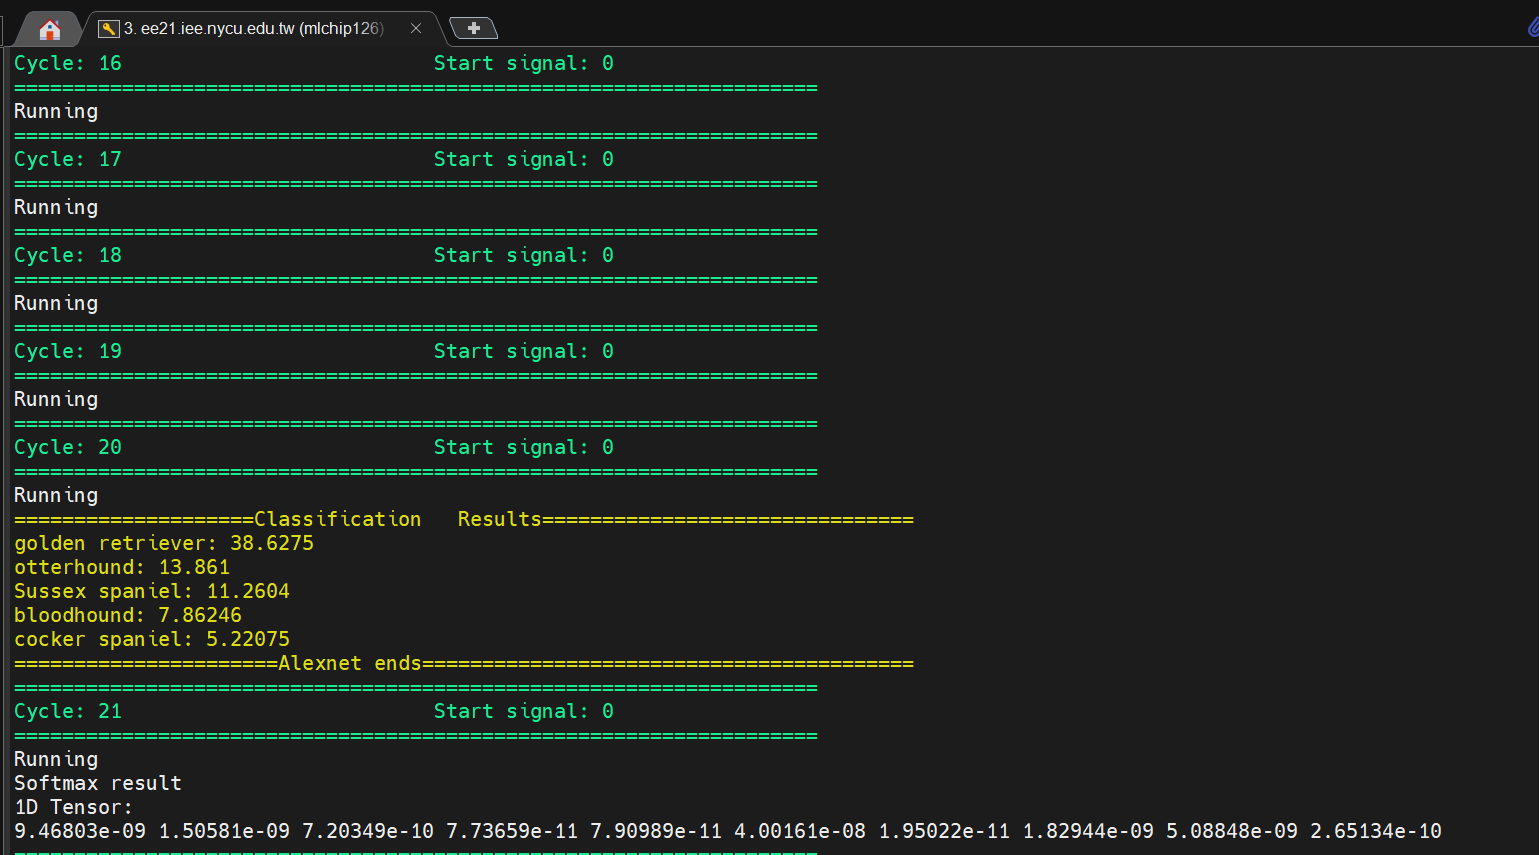 3. ee21.iee.nycu.edu.tw (mlchip126)
Cycle: 16 Start signal: 0
===================================================================
Running
===================================================================
Cycle: 17 Start signal: 0
===================================================================
Running
===================================================================
Cycle: 18 Start signal: 0
===================================================================
Running
===================================================================
Cycle: 19 Start signal: 0
===================================================================
Running
===================================================================
Cycle: 20 Start signal: 0
===================================================================
Running
====================Classification   Results===============================
golden retriever: 38.6275
otterhound: 13.861
Sussex spaniel: 11.2604
bloodhound: 7.86246
cocker spaniel: 5.22075
======================Alexnet ends=========================================
===================================================================
Cycle: 21 Start signal: 0
===================================================================
Running
Softmax result
1D Tensor:
9.46803e-09 1.50581e-09 7.20349e-10 7.73659e-11 7.90989e-11 4.00161e-08 1.95022e-11 1.82944e-09 5.08848e-09 2.65134e-10
===================================================================